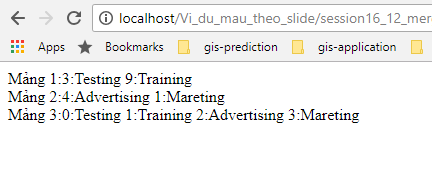 localhost/Vi_du_mau_theo_slide/session16_12_mer
Apps Bookmarks gis-prediction gis-application
Mảng 1:3:Testing 9:Training
Mảng 2:4:Advertising 1:Mareting
Mảng 3:0:Testing 1:Training 2:Advertising 3:Mareting